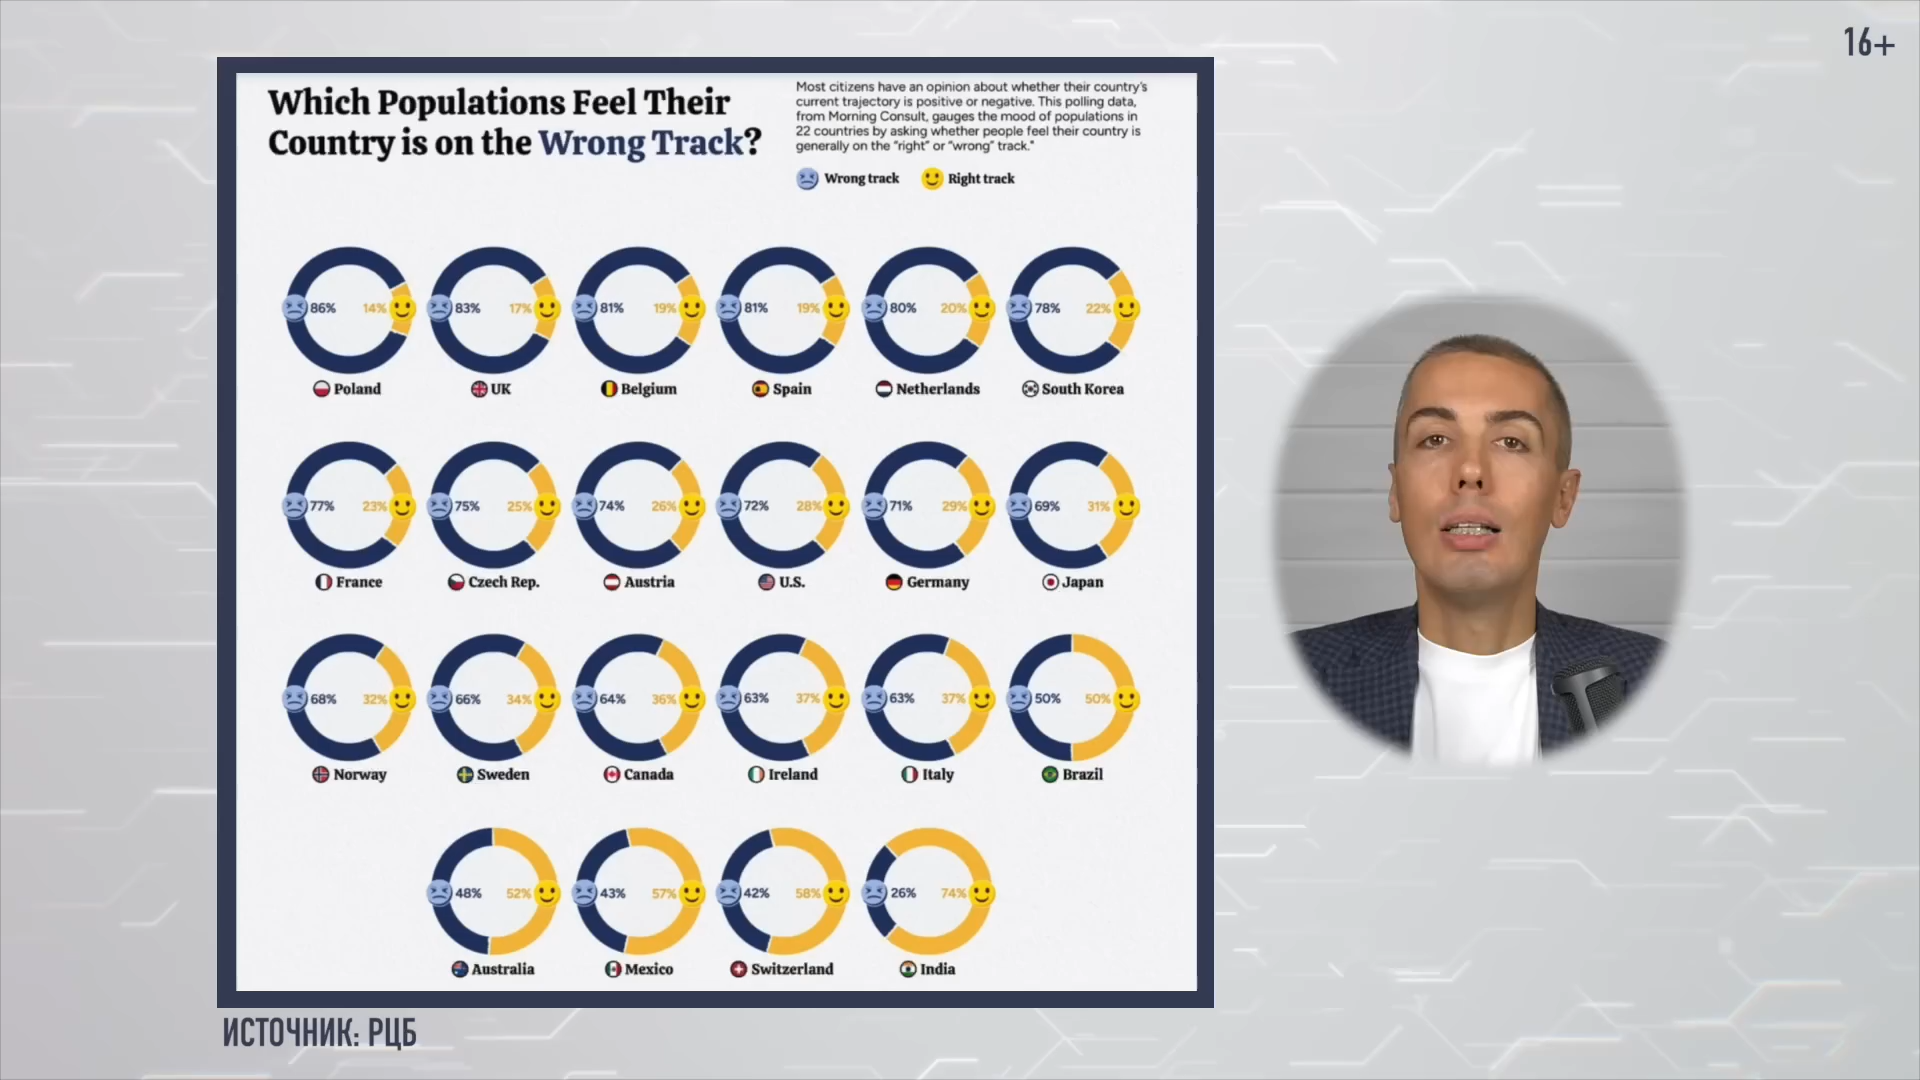 16+
Which Populations Feel Their
Country is on the Wrong Track?
Most citizens have an opinion about whether their country's
current trajectory is positive or negative. This polling data,
from Morning Consult, gauges the mood of populations in
22 countries by asking whether people feel their country is
generally on the "right" or "wrong" track.*
Wrong track Right track
86% 14% 83% 17% 81% 19% 81% 19% 80% 20% 78% 22%
Poland UK Belgium Spain Netherlands South Korea
77% 23% 75% 25% 74% 26% 72% 28% 71% 29% 69% 31%
France Czech Rep. Austria U.S. Germany Japan
68% 32% 66% 34% 64% 36% 63% 37% 63% 37% 50% 50%
Norway Sweden Canada Ireland Italy Brazil
48% 52% 43% 57% 42% 58% 26% 74%
Australia Mexico Switzerland India
ИСТОЧНИК: РЦБ